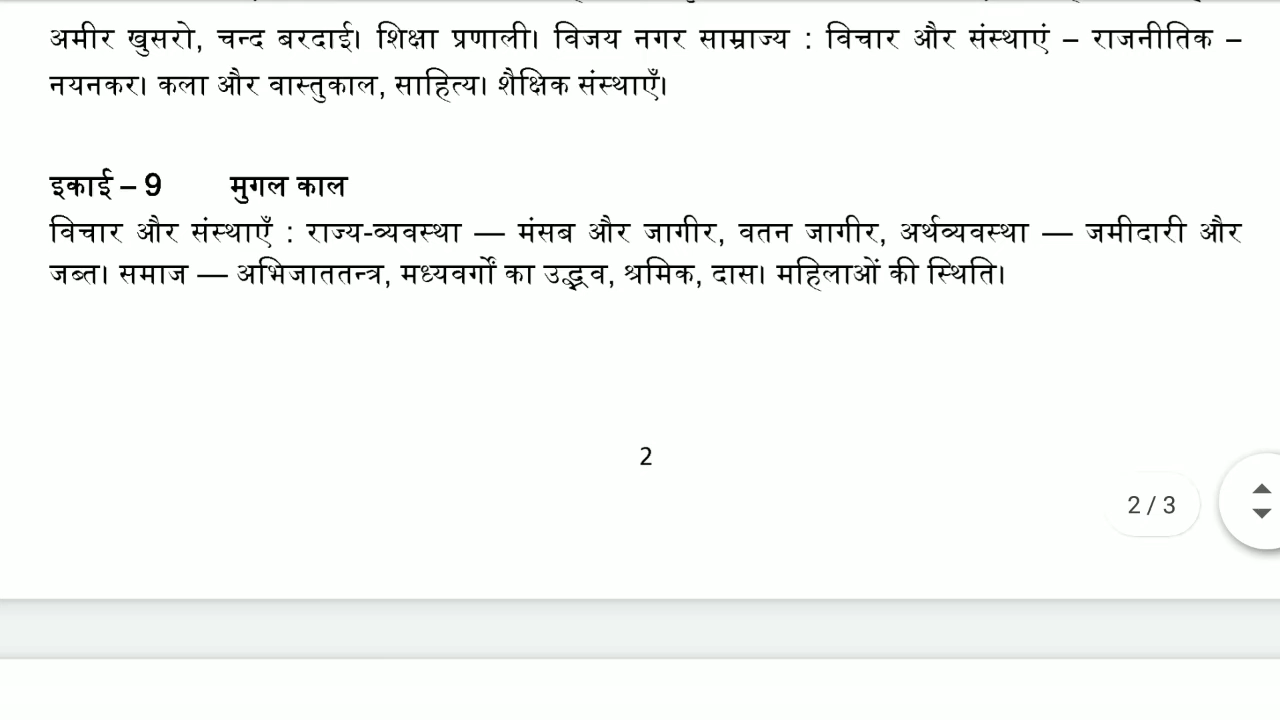 अमीर खुसरो, चन्द बरदाई। शिक्षा प्रणाली। विजय नगर साम्राज्य : विचार और संस्थाएं – राजनीतिक –
नयनकर। कला और वास्तुकाल, साहित्य। शैक्षिक संस्थाएँ।
इकाई – 9 मुगल काल
विचार और संस्थाएँ : राज्य-व्यवस्था — मंसब और जागीर, वतन जागीर, अर्थव्यवस्था — जमीदारी और
जब्त। समाज — अभिजाततन्त्र, मध्यवर्गों का उद्भव, श्रमिक, दास। महिलाओं की स्थिति।
2
2 / 3